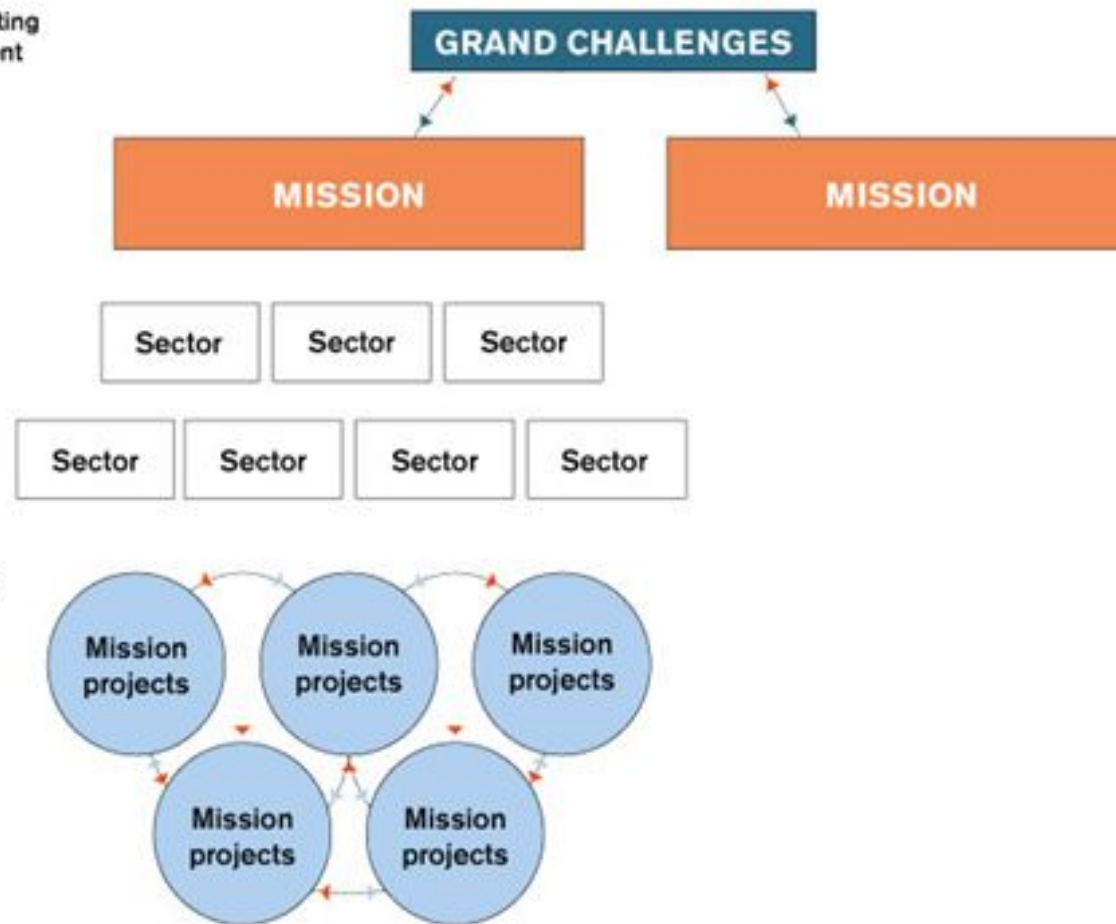 GRAND CHALLENGES
MISSION MISSION
Sector Sector Sector
Sector Sector Sector Sector
Mission
projects
Mission
projects
Mission
projects
Mission
projects
Mission
projects